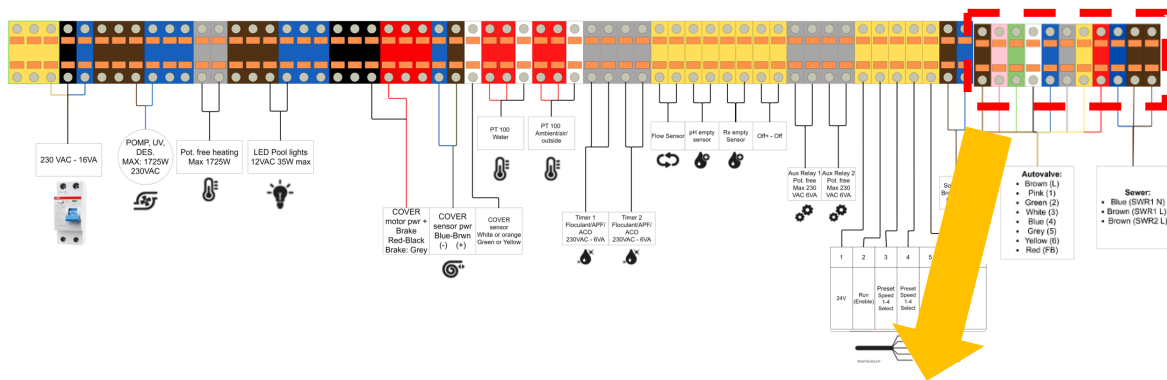 230 VAC - 16VA
POMP, UV,
DES.
MAX: 1725W
230VAC
Pot. free heating
Max 1725W
LED Pool lights
12VAC 35W max
COVER
motor pwr +
Brake
Red-Black
Brake: Grey
COVER
sensor pwr
Blue-Brwn
(-) (+)
COVER
sensor
White or orange
Green or Yellow
PT 100
Water
PT 100
Ambient/air/
outside
Timer 1
Floculant/APF/
ACO
230VAC - 6VA
Timer 2
Floculant/APF/
ACO
230VAC - 6VA
Flow Sensor
pH empty
sensor
Rx empty
Sensor
Off+ - Off
Aux Relay 1
Pot. free
Max 230
VAC 6VA
Aux Relay 2
Pot. free
Max 230
VAC 6VA
1
2
3
4
5
24V
Run
(Enable)
Preset
Speed
1-4
Select
Preset
Speed
1-4
Select
Autovalve:
• Brown (L)
• Pink (1)
• Green (2)
• White (3)
• Blue (4)
• Grey (5)
• Yellow (6)
• Red (FB)
Sewer:
• Blue (SWR1 N)
• Brown (SWR1 L)
• Brown (SWR2 L)